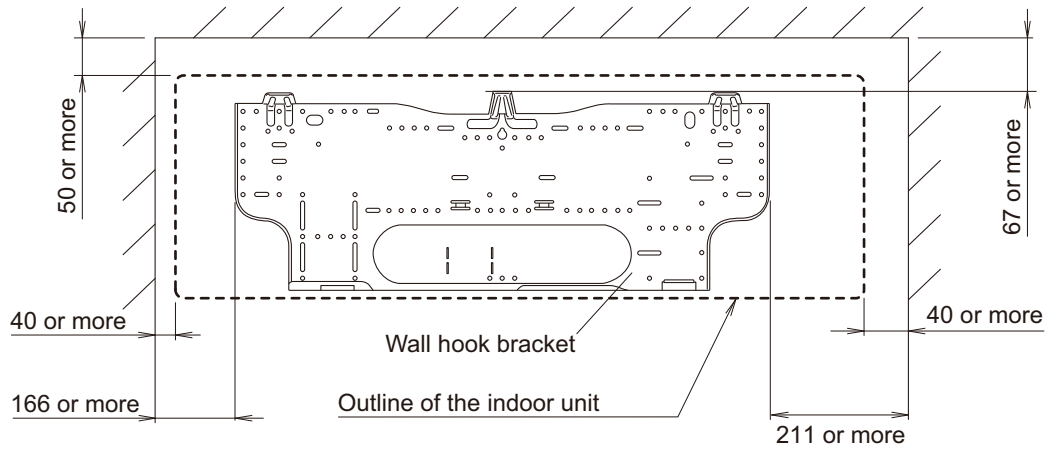 50 or more
67 or more
40 or more
40 or more
Wall hook bracket
166 or more
Outline of the indoor unit
211 or more